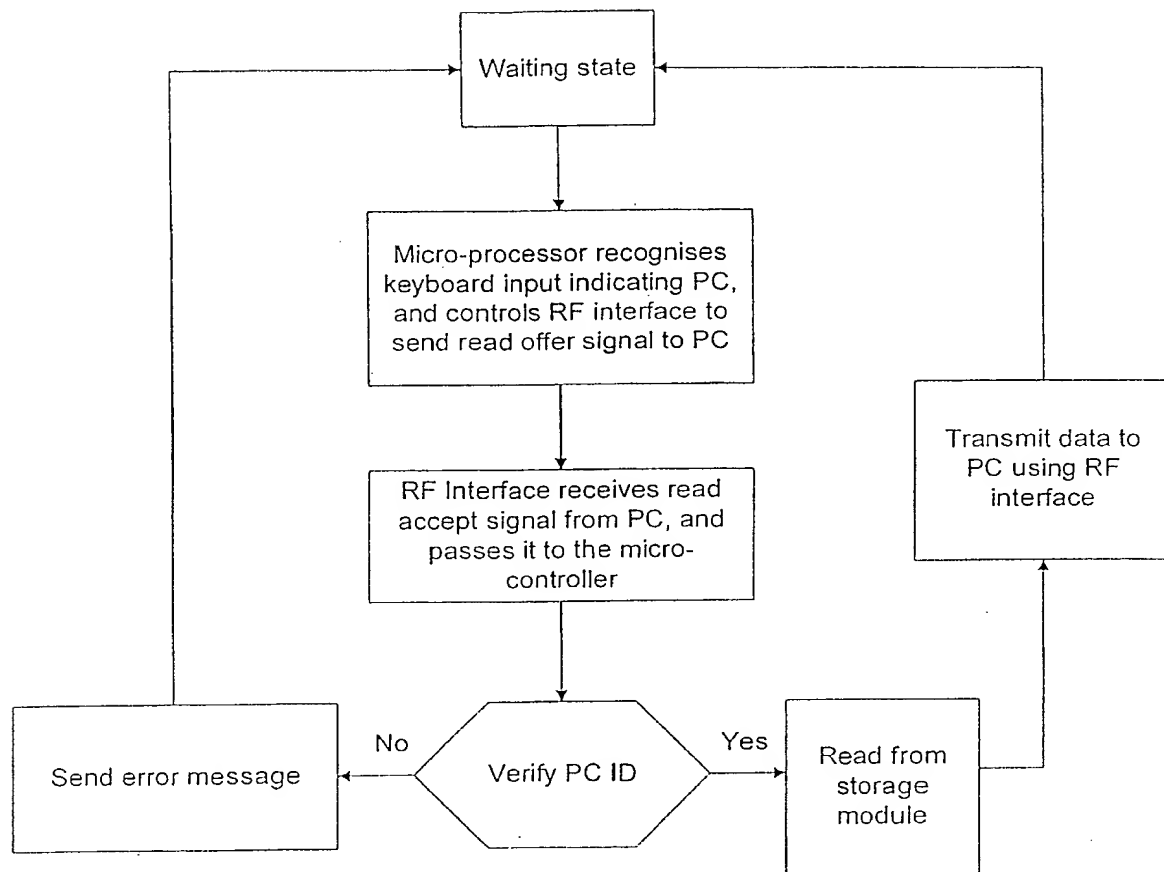 Waiting state
Micro-processor recognises
keyboard input indicating PC,
and controls RF interface to
send read offer signal to PC
Transmit data to
PC using RF
interface
RF Interface receives read
accept signal from PC, and
passes it to the micro-
controller
No
Yes
Send error message
Verify PC ID
Read from
storage
module